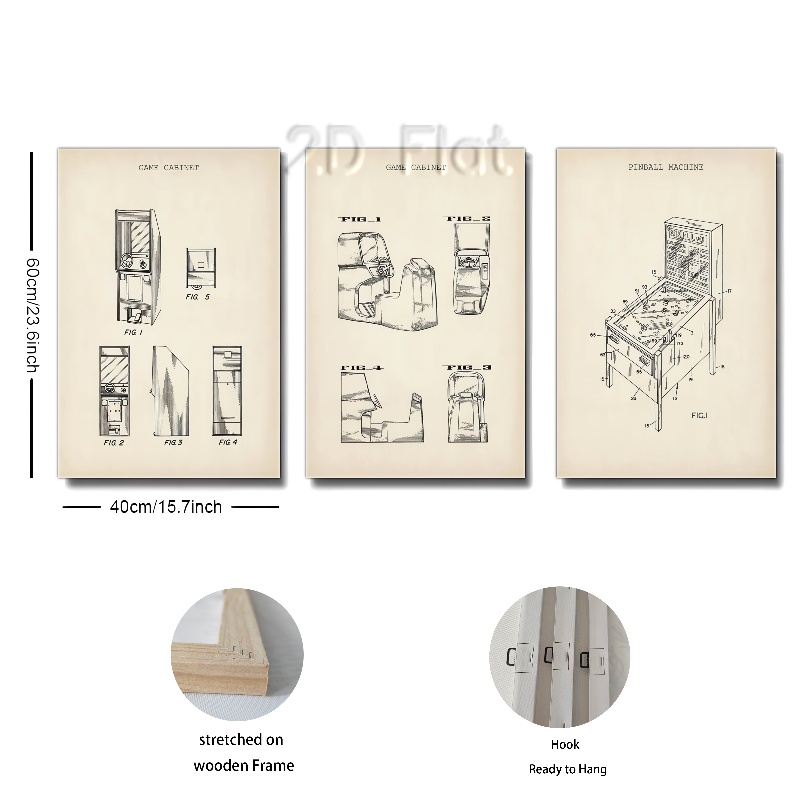 2D Flat
GAME CABINET
FIG. 1
FIG. 5
FIG. 2
FIG. 3
FIG. 4
GAME CABINET
FIG_1
FIG_2
FIG_4
FIG_3
PINBALL MACHINE
FIG.1
60cm/23.6inch
40cm/15.7inch
stretched on
wooden Frame
Hook
Ready to Hang